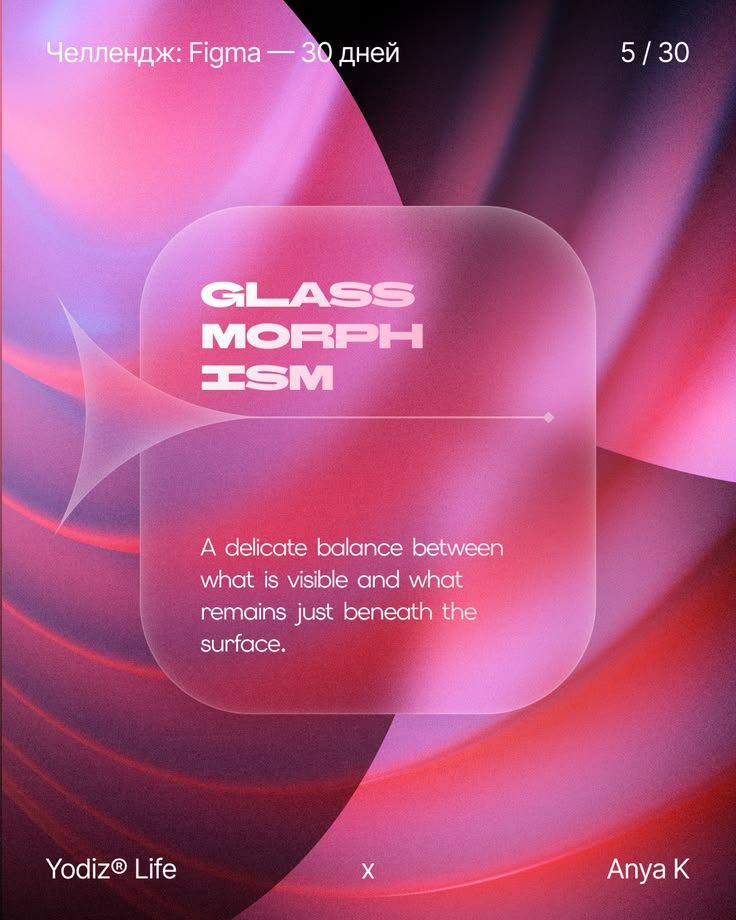 Челлендж: Figma — 30 дней
5 / 30
GLASS
MORPH
ISM
A delicate balance between
what is visible and what
remains just beneath the
surface.
Yodiz® Life
x
Anya K